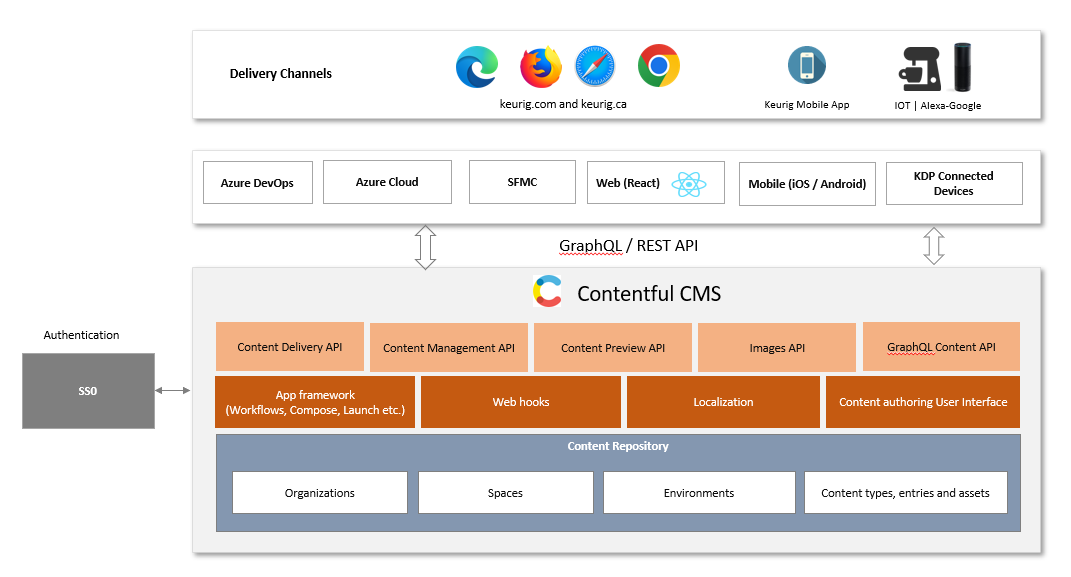 Delivery Channels
keurig.com and keurig.ca
Keurig Mobile App
IOT | Alexa-Google
Azure DevOps
Azure Cloud
SFMC
Web (React)
Mobile (iOS / Android)
KDP Connected
Devices
GraphQL / REST API
Contentful CMS
Authentication
SSO
Content Delivery API
Content Management API
Content Preview API
Images API
GraphQL Content API
App framework
(Workflows, Compose, Launch etc.)
Web hooks
Localization
Content authoring User Interface
Content Repository
Organizations
Spaces
Environments
Content types, entries and assets